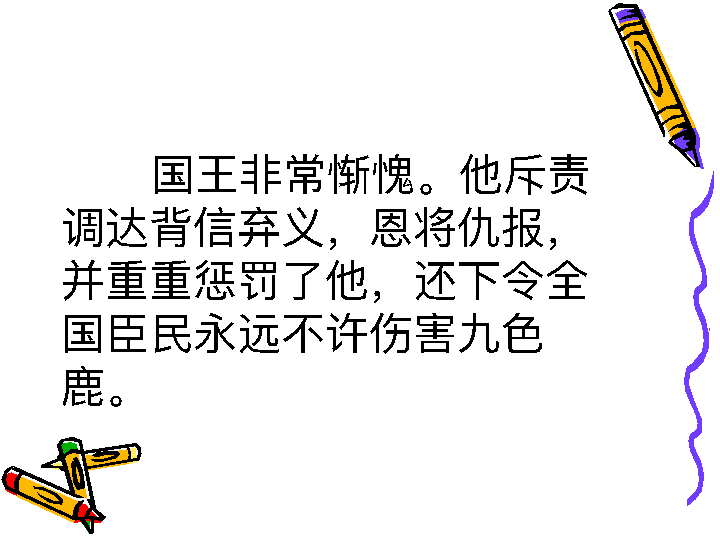 国王非常惭愧。他斥责
调达背信弃义，恩将仇报，
并重重惩罚了他，还下令全
国臣民永远不许伤害九色
鹿。